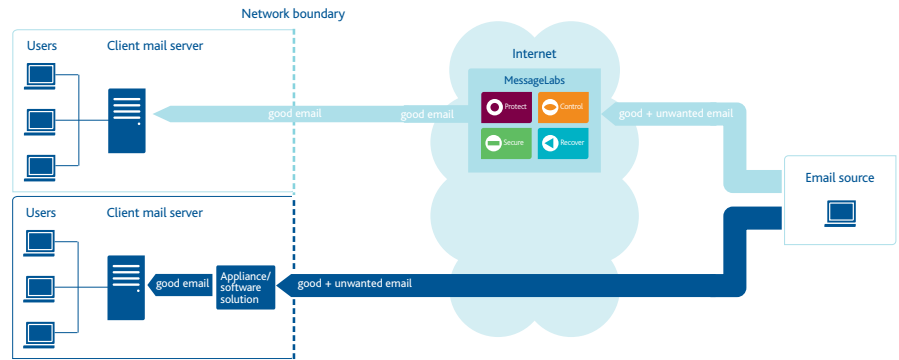 Network boundary
Users
Client mail server
Internet
MessageLabs
Protect
Control
Secure
Recover
good email
good email
good + unwanted email
Email source
Users
Client mail server
good email
Appliance/
software
solution
good + unwanted email